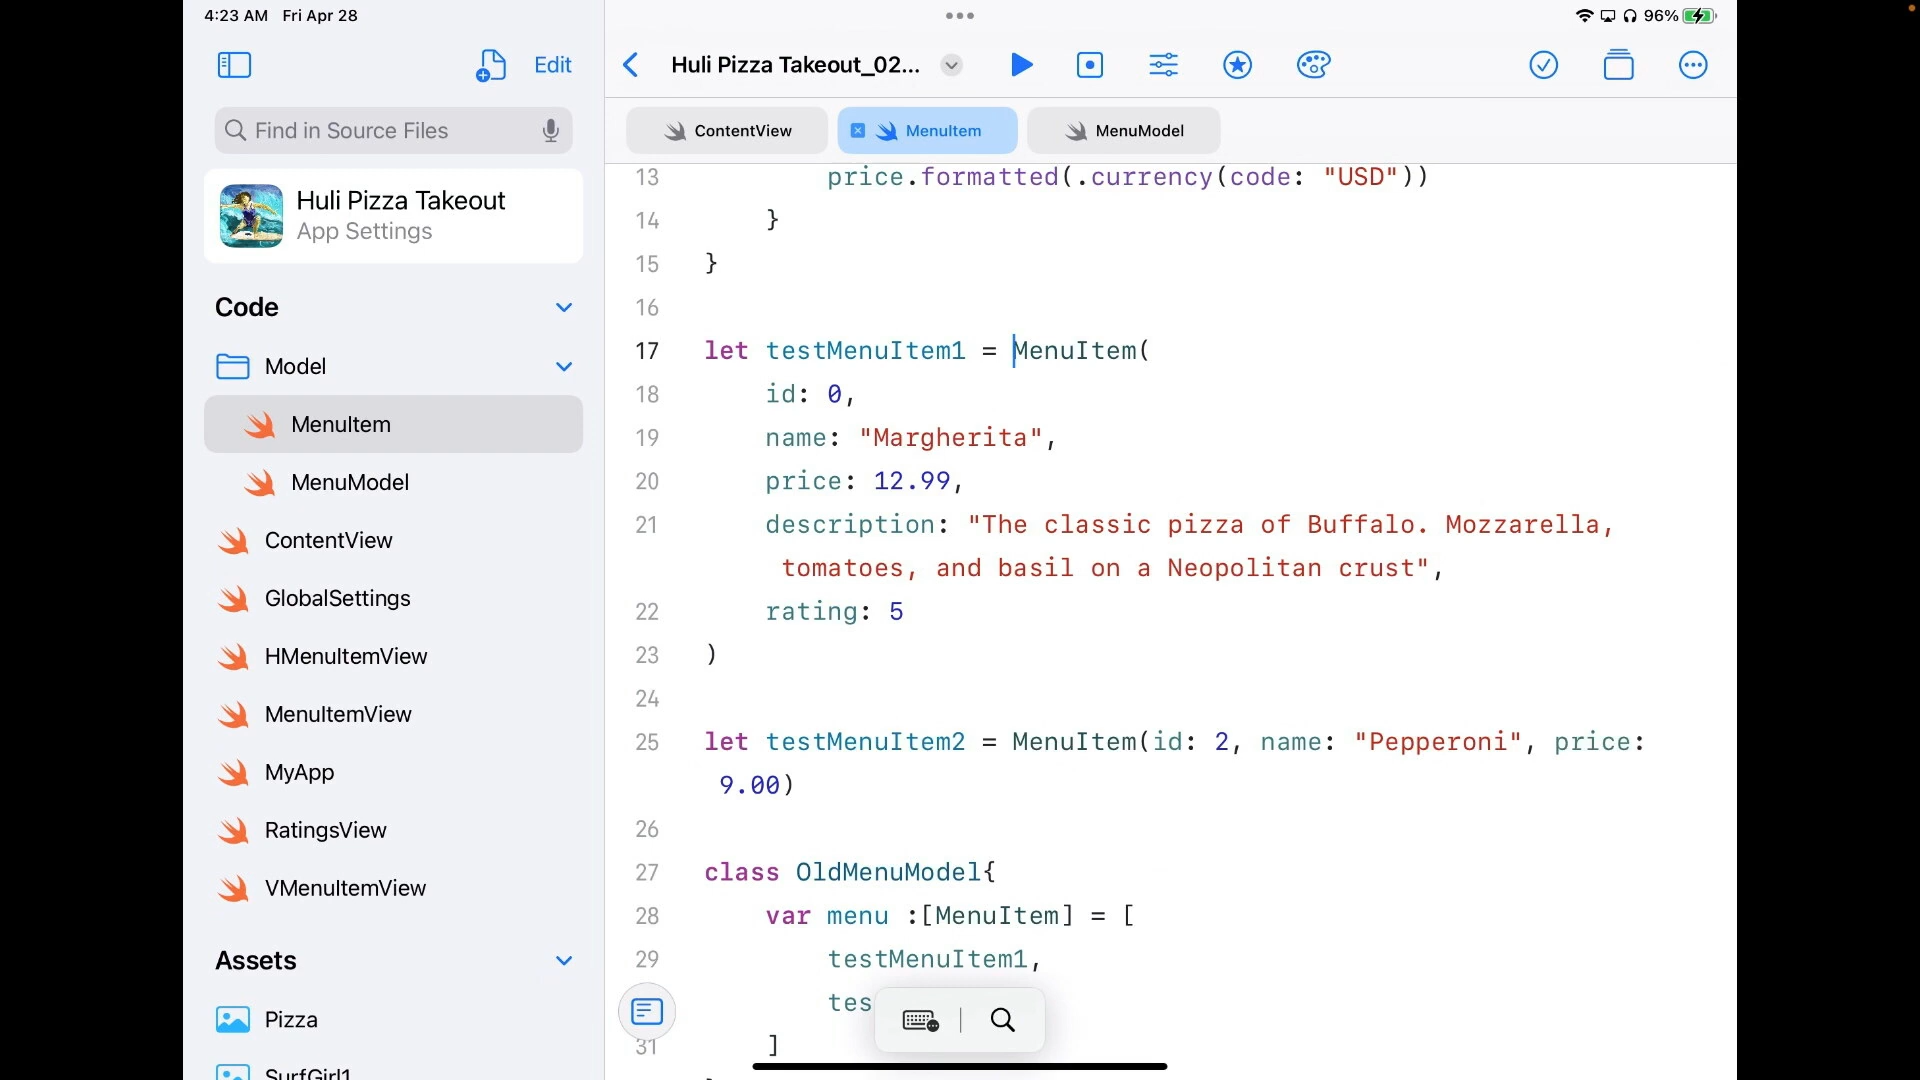 4:23 AM Fri Apr 28
96%
Edit
Huli Pizza Takeout_02...
Find in Source Files
ContentView
MenuItem
MenuModel
Huli Pizza Takeout
App Settings
Code
Model
MenuItem
MenuModel
ContentView
GlobalSettings
HMenuItemView
MenuItemView
MyApp
RatingsView
VMenuItemView
Assets
Pizza
SurfGirl1
13 price.formatted(.currency(code: "USD"))
14 }
15 }
16
17 let testMenuItem1 = MenuItem(
18 id: 0,
19 name: "Margherita",
20 price: 12.99,
21 description: "The classic pizza of Buffalo. Mozzarella,
tomatoes, and basil on a Neopolitan crust",
22 rating: 5
23 )
24
25 let testMenuItem2 = MenuItem(id: 2, name: "Pepperoni", price:
9.00)
26
27 class OldMenuModel{
28 var menu :[MenuItem] = [
29 testMenuItem1,
tes
31 ]